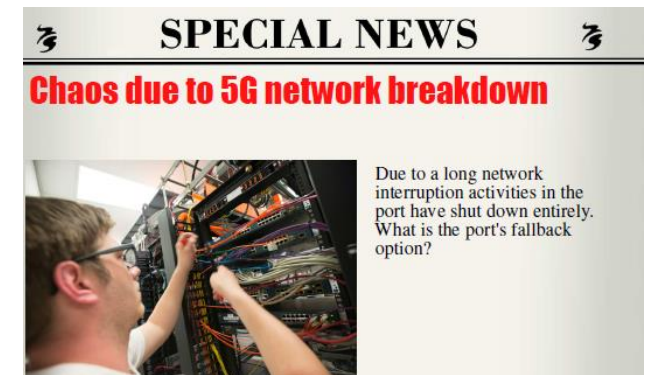 SPECIAL NEWS
Chaos due to 5G network breakdown
Due to a long network
interruption activities in the
port have shut down entirely.
What is the port's fallback
option?